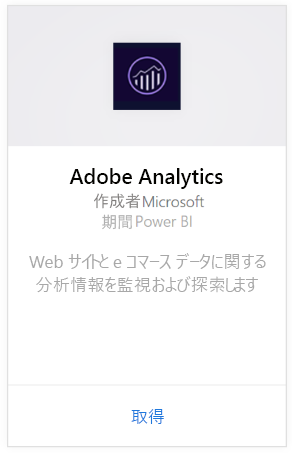 Adobe Analytics
作成者Microsoft
期間Power BI
Web サイトと e コマース データに関する
分析情報を監視および探索します
取得